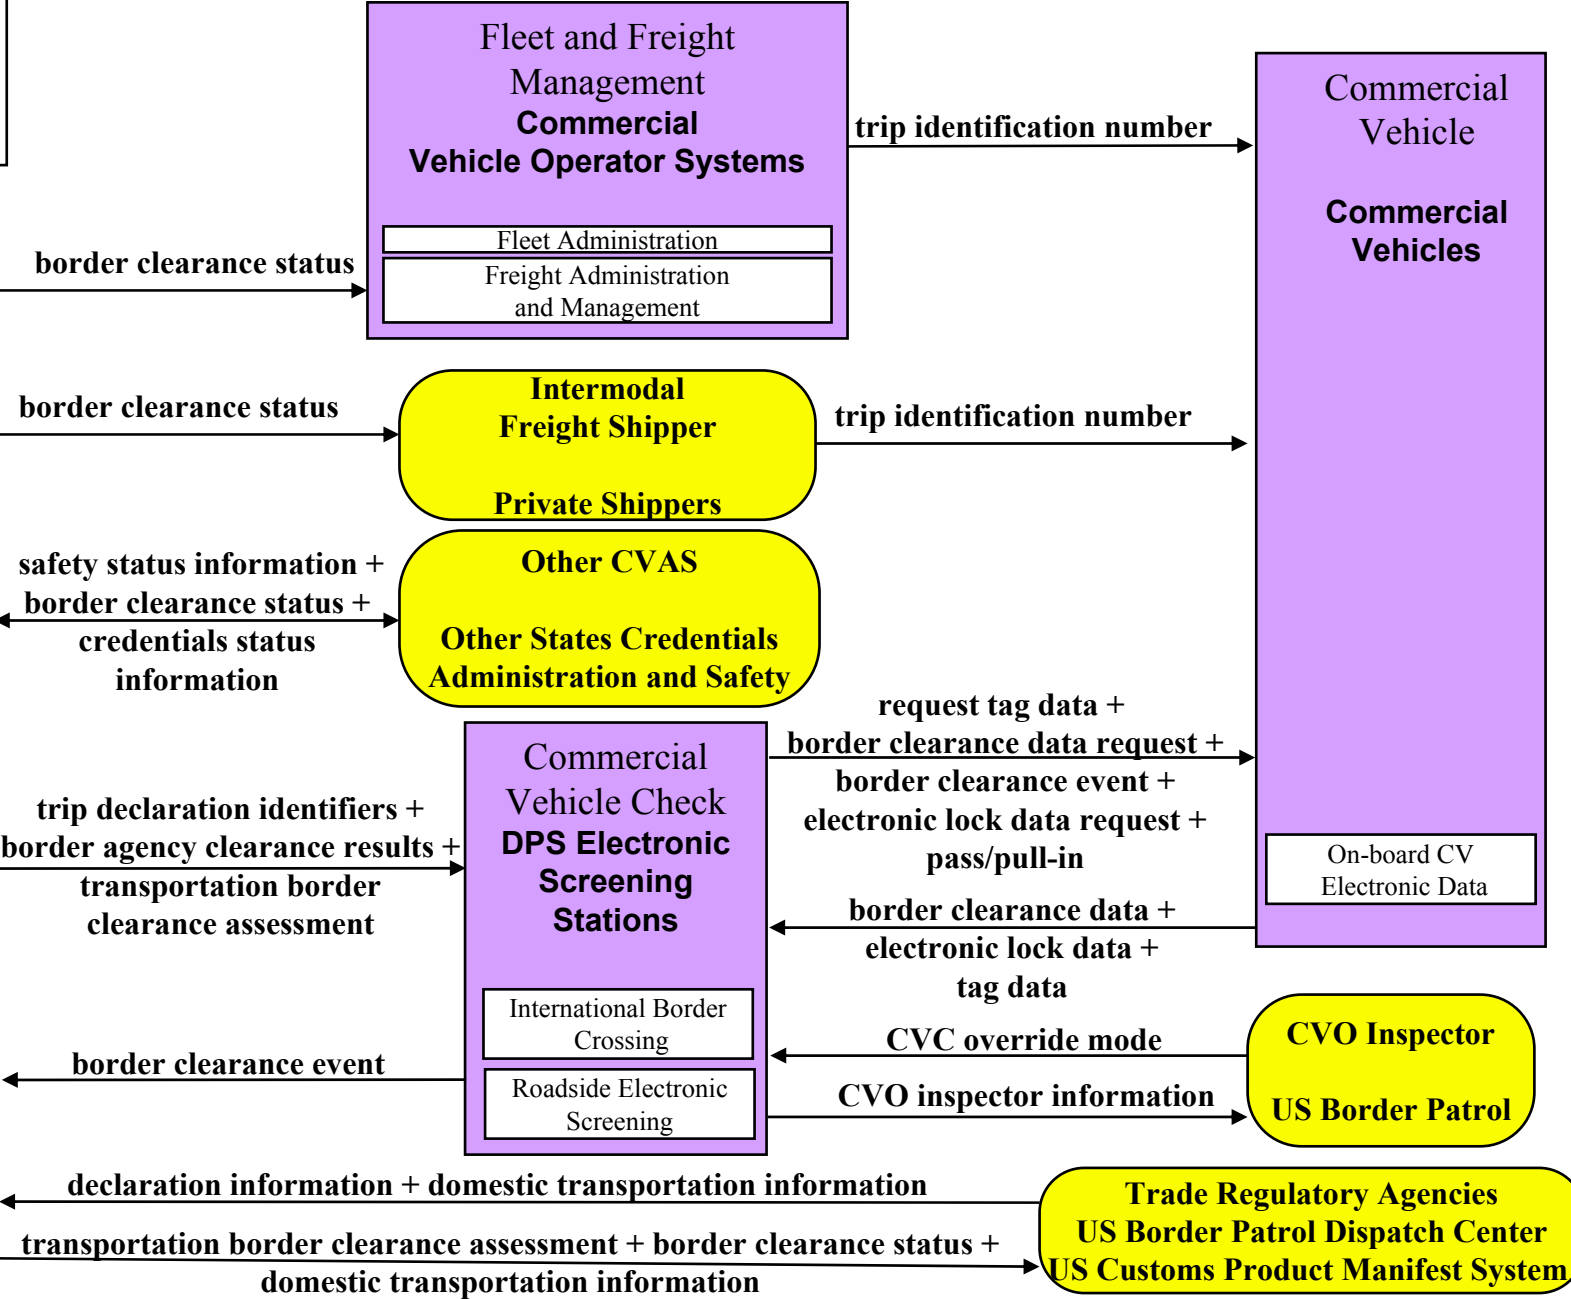 Fleet and Freight
Management
Commercial
Vehicle Operator Systems
Fleet Administration
Freight Administration
and Management
trip identification number
Commercial
Vehicle
Commercial
Vehicles
On-board CV
Electronic Data
border clearance status
border clearance status
Intermodal
Freight Shipper
Private Shippers
trip identification number
safety status information +
border clearance status +
credentials status
information
Other CVAS
Other States Credentials
Administration and Safety
request tag data +
border clearance data request +
border clearance event +
electronic lock data request +
pass/pull-in
Commercial
Vehicle Check
DPS Electronic
Screening
Stations
International Border
Crossing
Roadside Electronic
Screening
trip declaration identifiers +
border agency clearance results +
transportation border
clearance assessment
border clearance data +
electronic lock data +
tag data
border clearance event
CVC override mode
CVO inspector information
CVO Inspector
US Border Patrol
declaration information + domestic transportation information
transportation border clearance assessment + border clearance status +
domestic transportation information
Trade Regulatory Agencies
US Border Patrol Dispatch Center
US Customs Product Manifest System